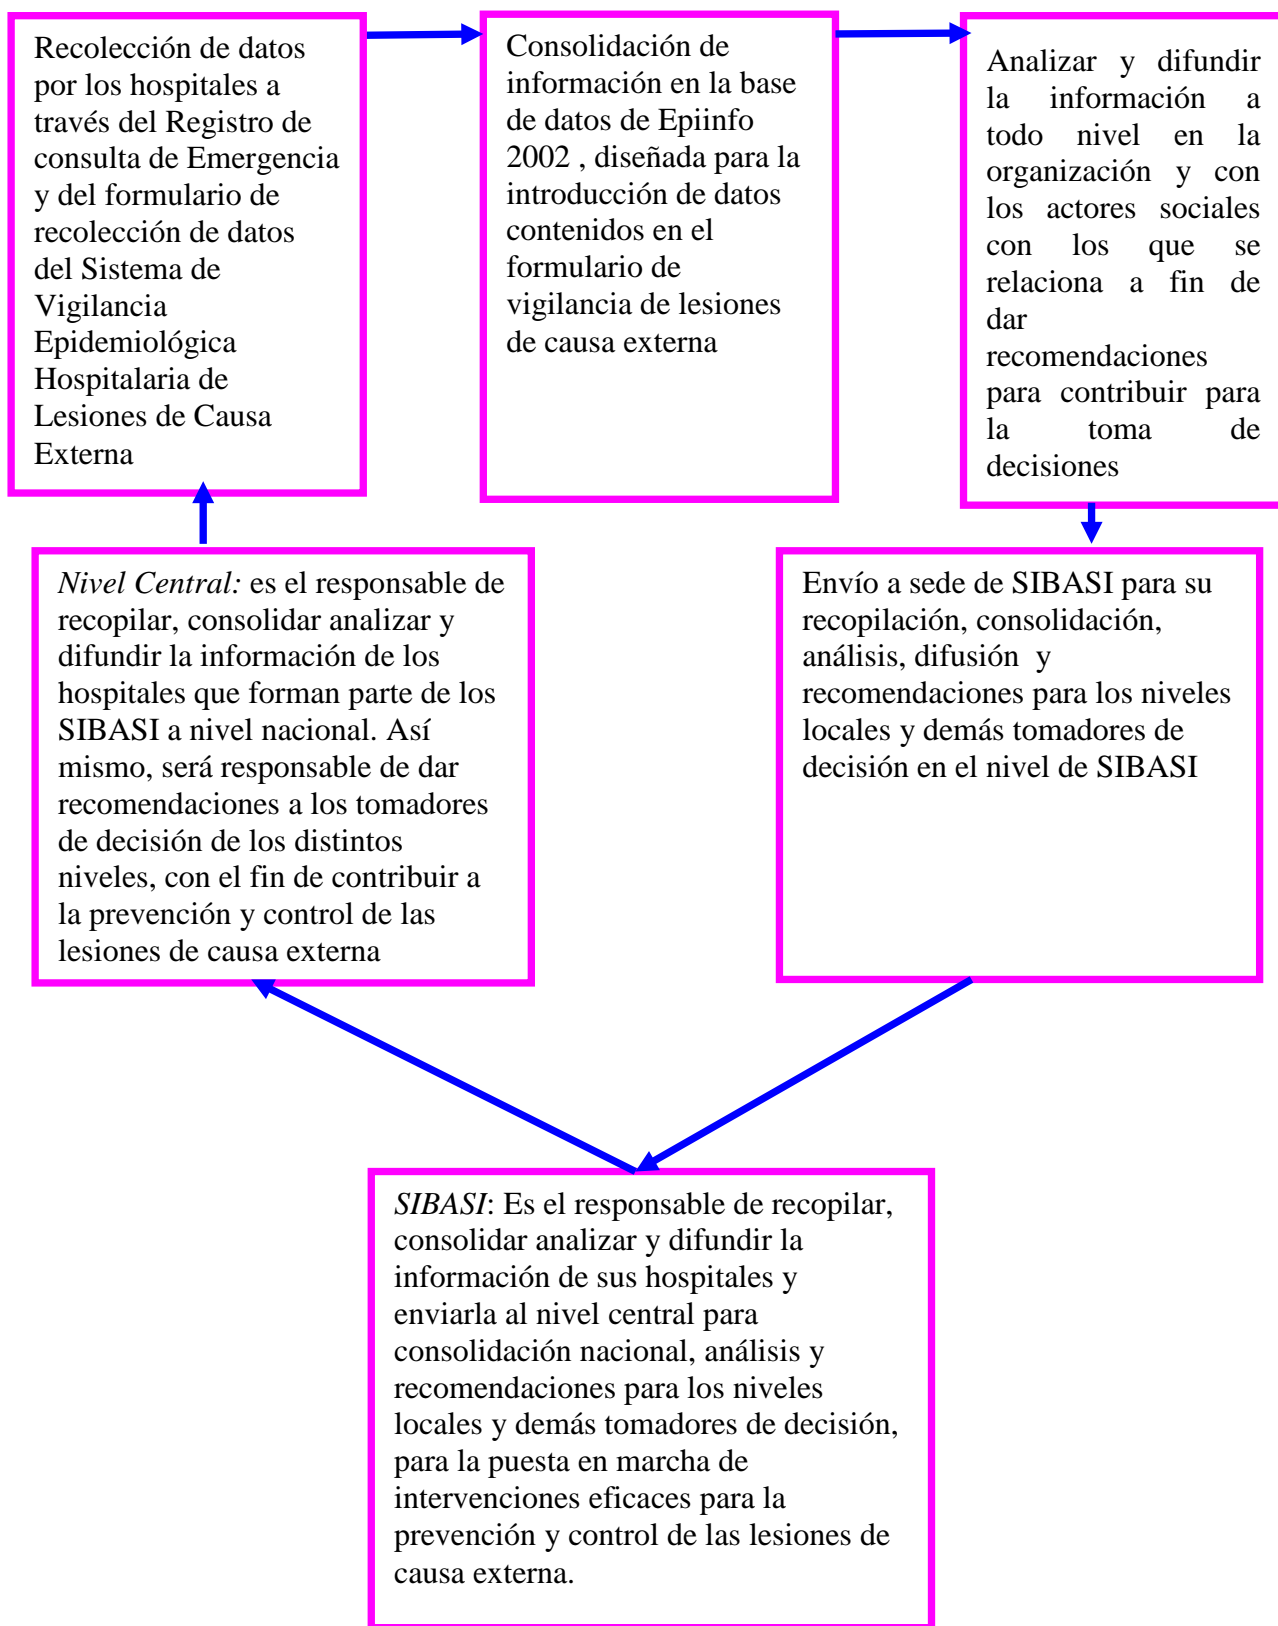 Recolección de datos
por los hospitales a
través del Registro de
consulta de Emergencia
y del formulario de
recolección de datos
del Sistema de
Vigilancia
Epidemiológica
Hospitalaria de
Lesiones de Causa
Externa
Consolidación de
información en la base
de datos de Epiinfo
2002 , diseñada para la
introducción de datos
contenidos en el
formulario de
vigilancia de lesiones
de causa externa
Analizar y difundir
la información a
todo nivel en la
organización y con
los actores sociales
con los que se
relaciona a fin de
dar
recomendaciones
para contribuir para
la toma de
decisiones
Nivel Central: es el responsable de
recopilar, consolidar analizar y
difundir la información de los
hospitales que forman parte de los
SIBASI a nivel nacional. Así
mismo, será responsable de dar
recomendaciones a los tomadores
de decisión de los distintos
niveles, con el fin de contribuir a
la prevención y control de las
lesiones de causa externa
Envío a sede de SIBASI para su
recopilación, consolidación,
análisis, difusión  y
recomendaciones para los niveles
locales y demás tomadores de
decisión en el nivel de SIBASI
SIBASI: Es el responsable de recopilar,
consolidar analizar y difundir la
información de sus hospitales y
enviarla al nivel central para
consolidación nacional, análisis y
recomendaciones para los niveles
locales y demás tomadores de decisión,
para la puesta en marcha de
intervenciones eficaces para la
prevención y control de las lesiones de
causa externa.